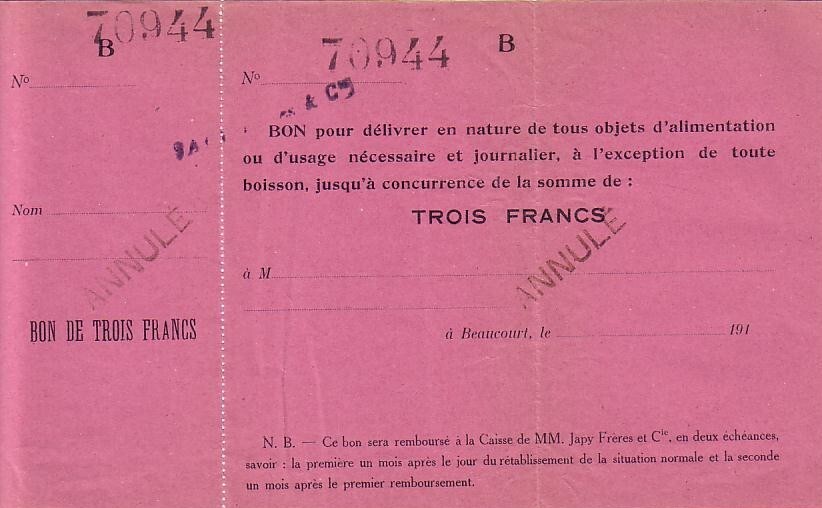 70944
B
Nº
Nom
ANNULÉ
BON DE TROIS FRANCS
70944 B
Nº
& Cie
BON pour délivrer en nature de tous objets d'alimentation
ou d'usage nécessaire et journalier, à l'exception de toute
boisson, jusqu'à concurrence de la somme de :
TROIS FRANCS
ANNULÉ
à M
à Beaucourt, le 191
N. B. — Ce bon sera remboursé à la Caisse de MM. Japy Frères et Cie, en deux échéances,
savoir : la première un mois après le jour du rétablissement de la situation normale et la seconde
un mois après le premier remboursement.